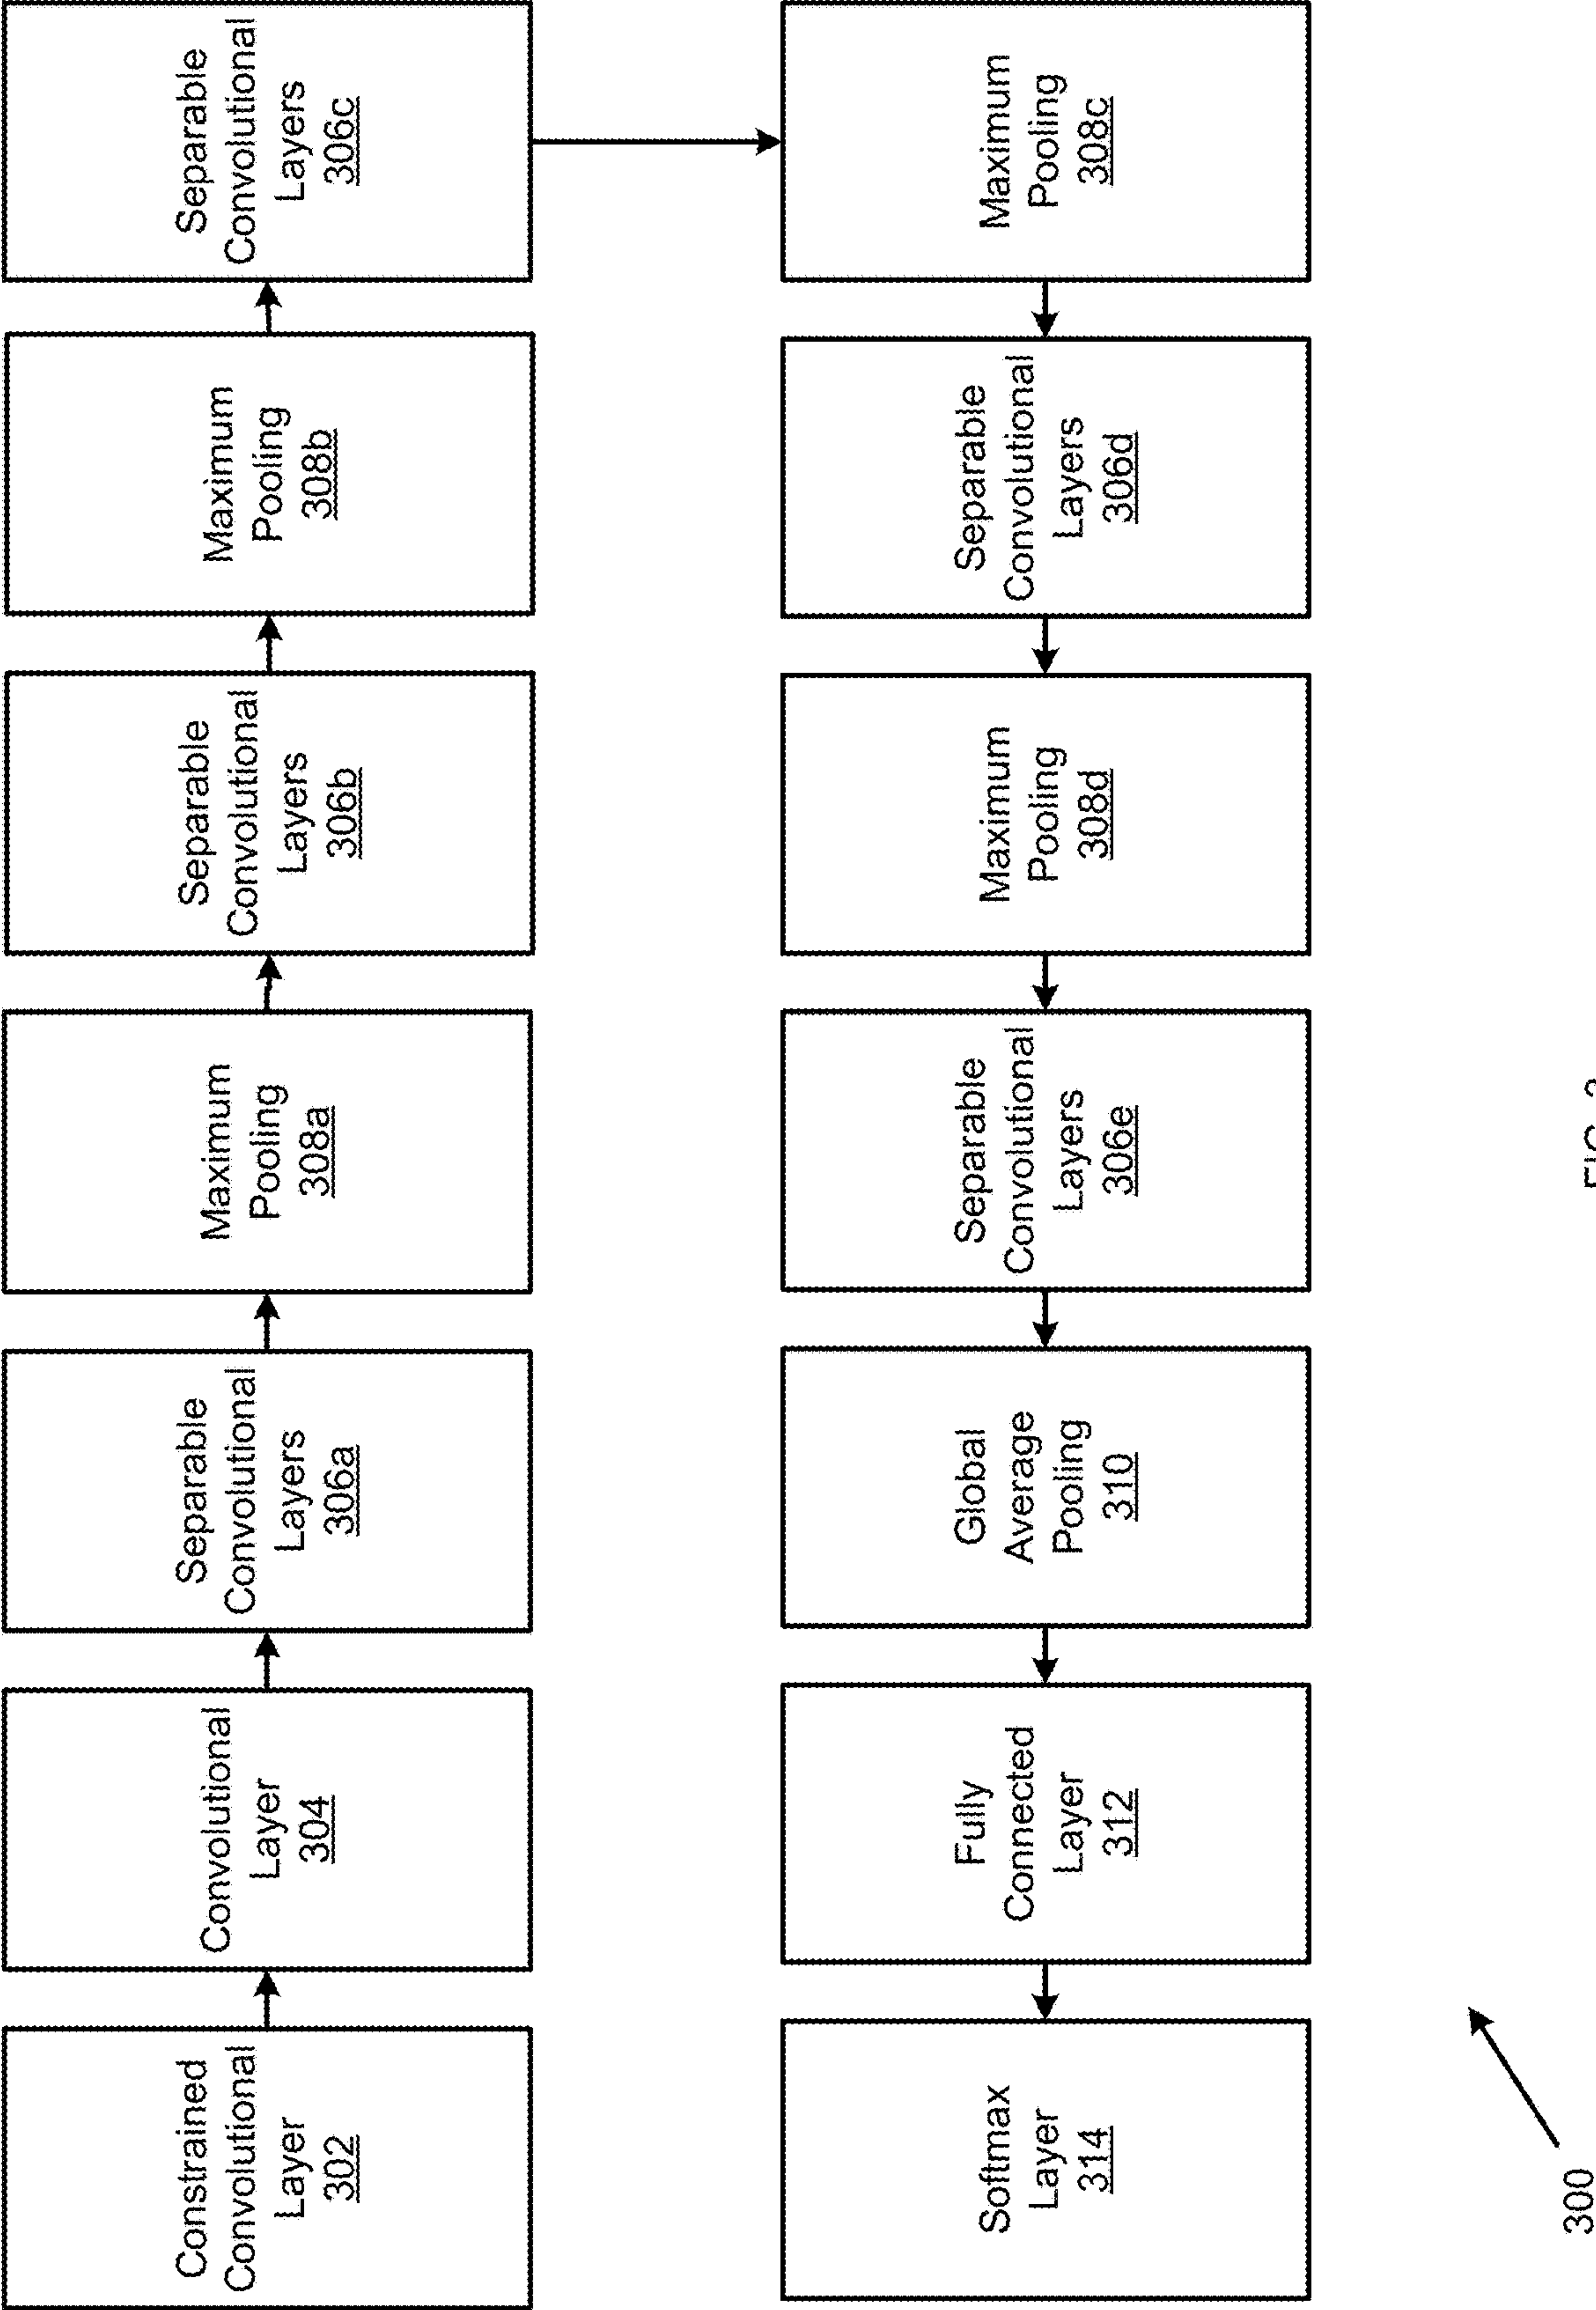 Constrained
Convolutional
Layer
302
Convolutional
Layer
304
Separable
Convolutional
Layers
306a
Maximum
Pooling
308a
Separable
Convolutional
Layers
306b
Maximum
Pooling
308b
Separable
Convolutional
Layers
306c
Softmax
Layer
314
Fully
Connected
Layer
312
Global
Average
Pooling
310
Separable
Convolutional
Layers
306e
Maximum
Pooling
308d
Separable
Convolutional
Layers
306d
Maximum
Pooling
308c
300
FIG.